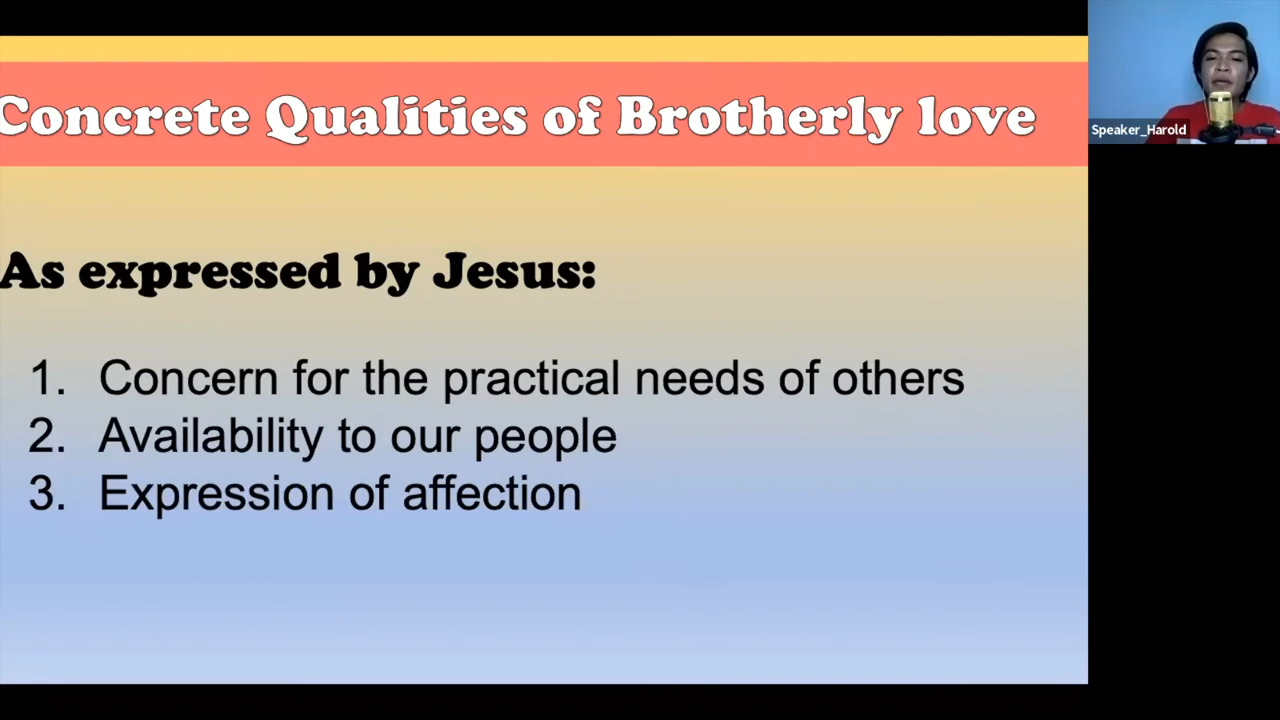 Concrete Qualities of Brotherly love
Speaker_Harold
As expressed by Jesus:
1. Concern for the practical needs of others
2. Availability to our people
3. Expression of affection